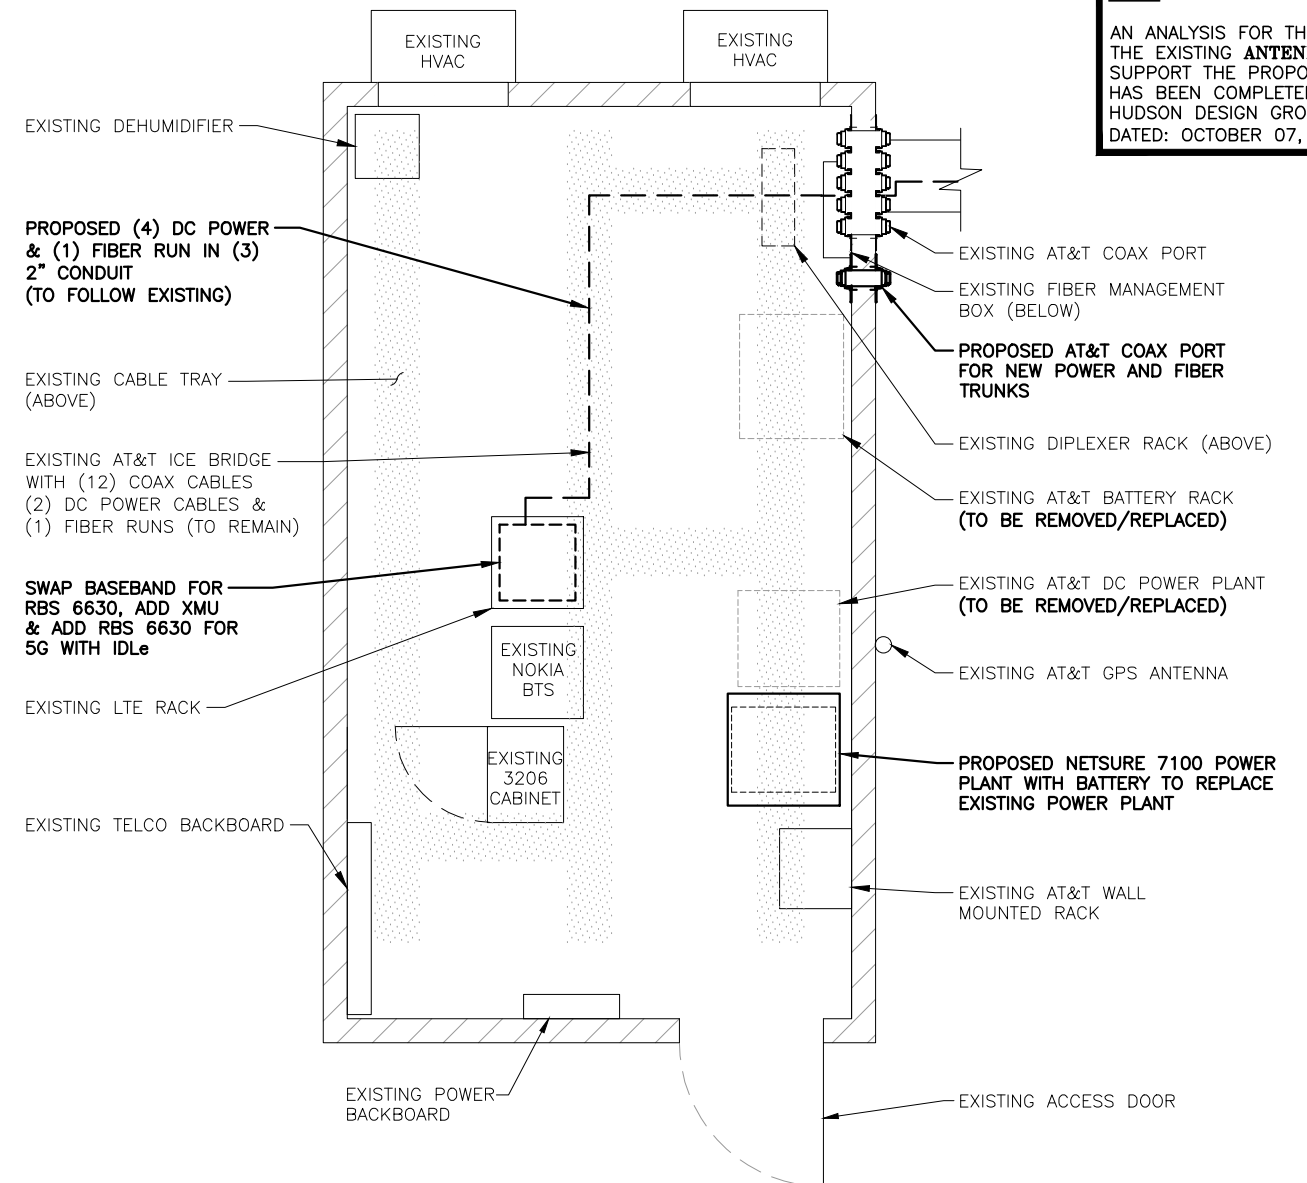 EXISTING
HVAC
EXISTING
HVAC
AN ANALYSIS FOR
THE EXISTING
SUPPORT THE
HAS BEEN
HUDSON DESIGN
DATED: OCTOBER 07,
EXISTING DEHUMIDIFIER
PROPOSED (4) DC POWER
& (1) FIBER RUN IN (3)
2" CONDUIT
(TO FOLLOW EXISTING)
EXISTING CABLE TRAY
(ABOVE)
EXISTING AT&T ICE BRIDGE
WITH (12) COAX CABLES
(2) DC POWER CABLES &
(1) FIBER RUNS (TO REMAIN)
SWAP BASEBAND FOR
RBS 6630, ADD XMU
& ADD RBS 6630 FOR
5G WITH IDLe
EXISTING LTE RACK
EXISTING TELCO BACKBOARD
EXISTING
NOKIA
BTS
EXISTING
3206
CABINET
EXISTING POWER
BACKBOARD
EXISTING AT&T COAX PORT
EXISTING FIBER MANAGEMENT
BOX (BELOW)
PROPOSED AT&T COAX PORT
FOR NEW POWER AND FIBER
TRUNKS
EXISTING DIPLEXER RACK (ABOVE)
EXISTING AT&T BATTERY RACK
(TO BE REMOVED/REPLACED)
EXISTING AT&T DC POWER PLANT
(TO BE REMOVED/REPLACED)
EXISTING AT&T GPS ANTENNA
PROPOSED NETSURE 7100 POWER
PLANT WITH BATTERY TO REPLACE
EXISTING POWER PLANT
EXISTING AT&T WALL
MOUNTED RACK
EXISTING ACCESS DOOR